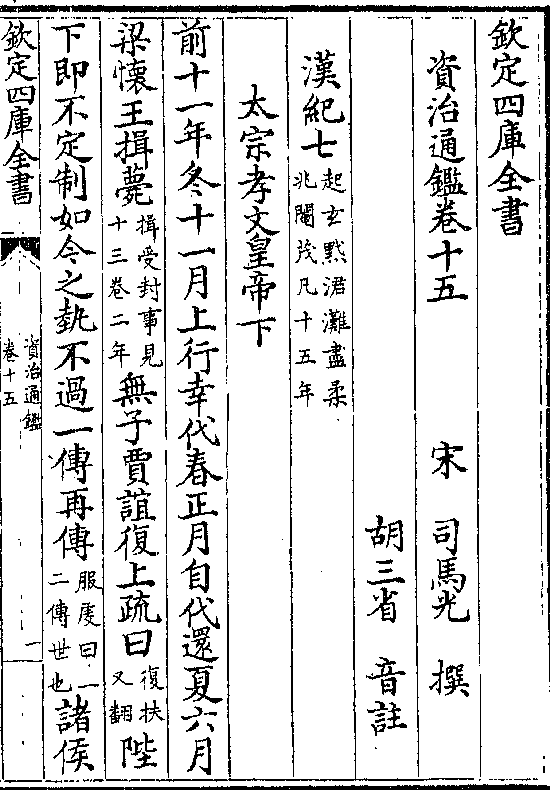 欽定四庫全書
資治通鑑卷十五
宋 司馬光 撰
胡三省 音註
漢紀七起玄黓涒灘盡柔
兆閹茂凡十五年
太宗孝文皇帝下
前十一年冬十一月上行幸代春正月自代還夏六月
梁懷王揖薨揖受封事見
十三卷二年無子賈誼復上疏曰復扶
又翻陛
下即不定制如今之埶不過一傳再傳服虔曰一
二傳世也諸侯
欽定四庫全書
資治通鑑
卷十五
一